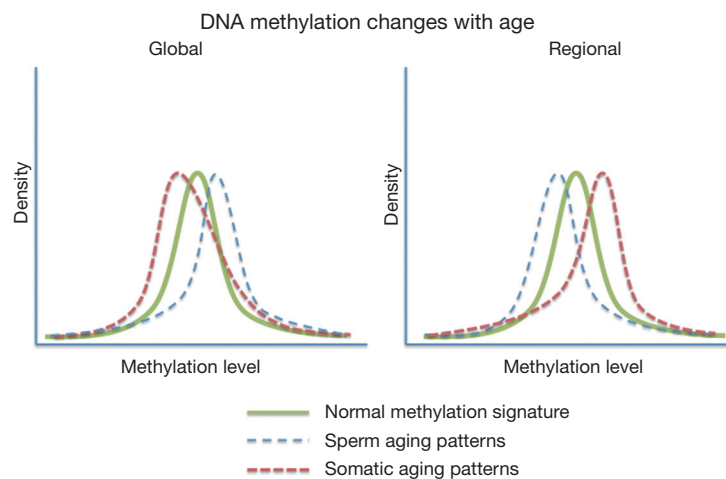 DNA methylation changes with age
Global
Regional
Density
Density
Methylation level
Methylation level
Normal methylation signature
Sperm aging patterns
Somatic aging patterns